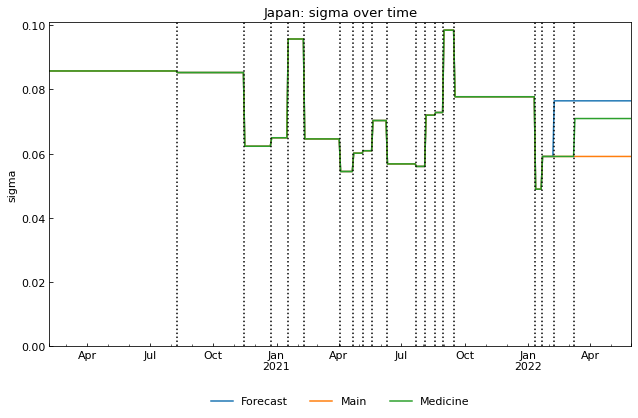 Japan: sigma over time
0.10
0.08
0.06
0.04
0.02
0.00
sigma
Apr Jul Oct Jan Apr Jul Oct Jan Apr
2021 2022
Forecast Main Medicine